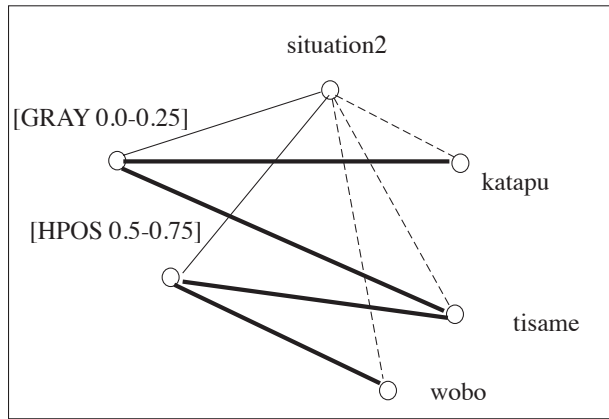 situation2
[GRAY 0.0-0.25]
katapu
[HPOS 0.5-0.75]
tisame
wobo